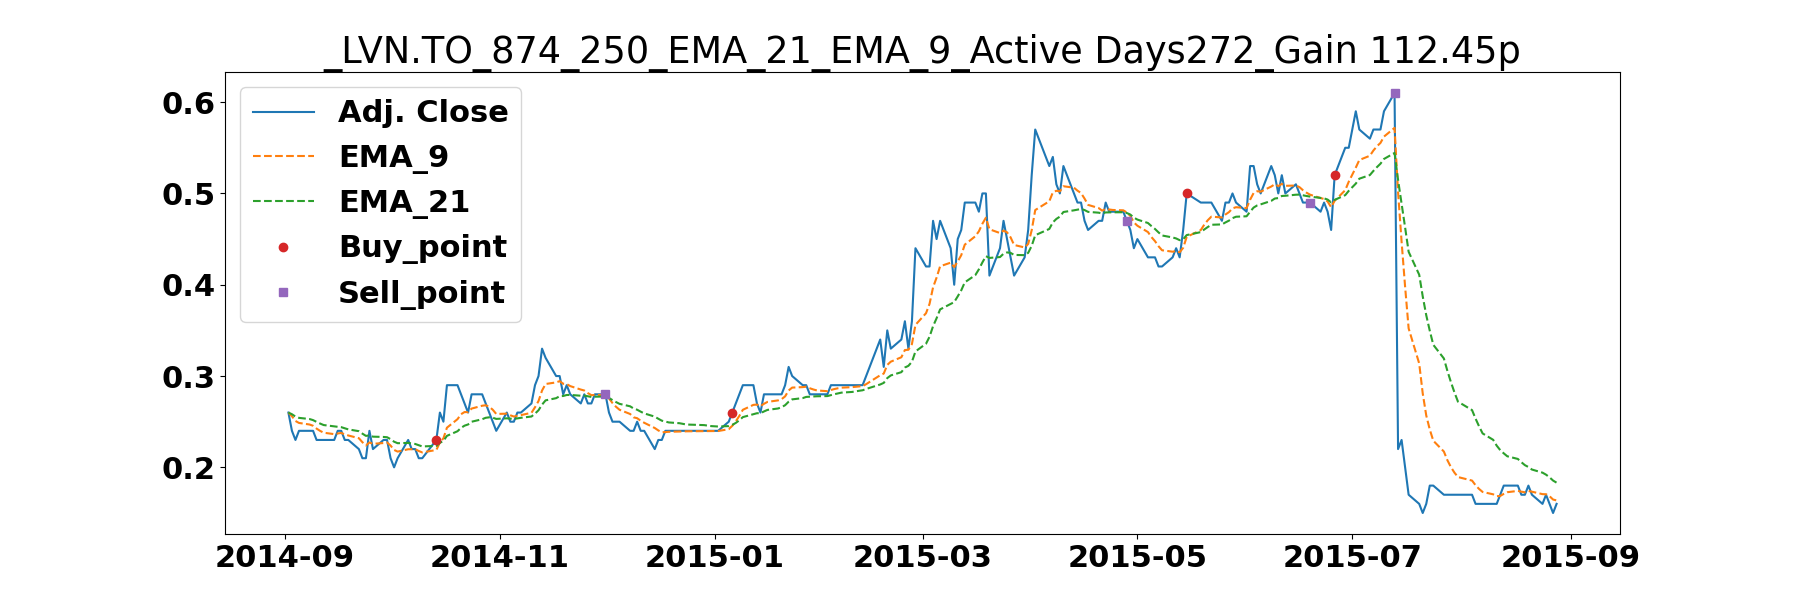 _LVN.TO_874_250_EMA_21_EMA_9_Active Days272_Gain 112.45p
Adj. Close
EMA_9
EMA_21
Buy_point
Sell_point
0.6
0.5
0.4
0.3
0.2
2014-09 2014-11 2015-01 2015-03 2015-05 2015-07 2015-09